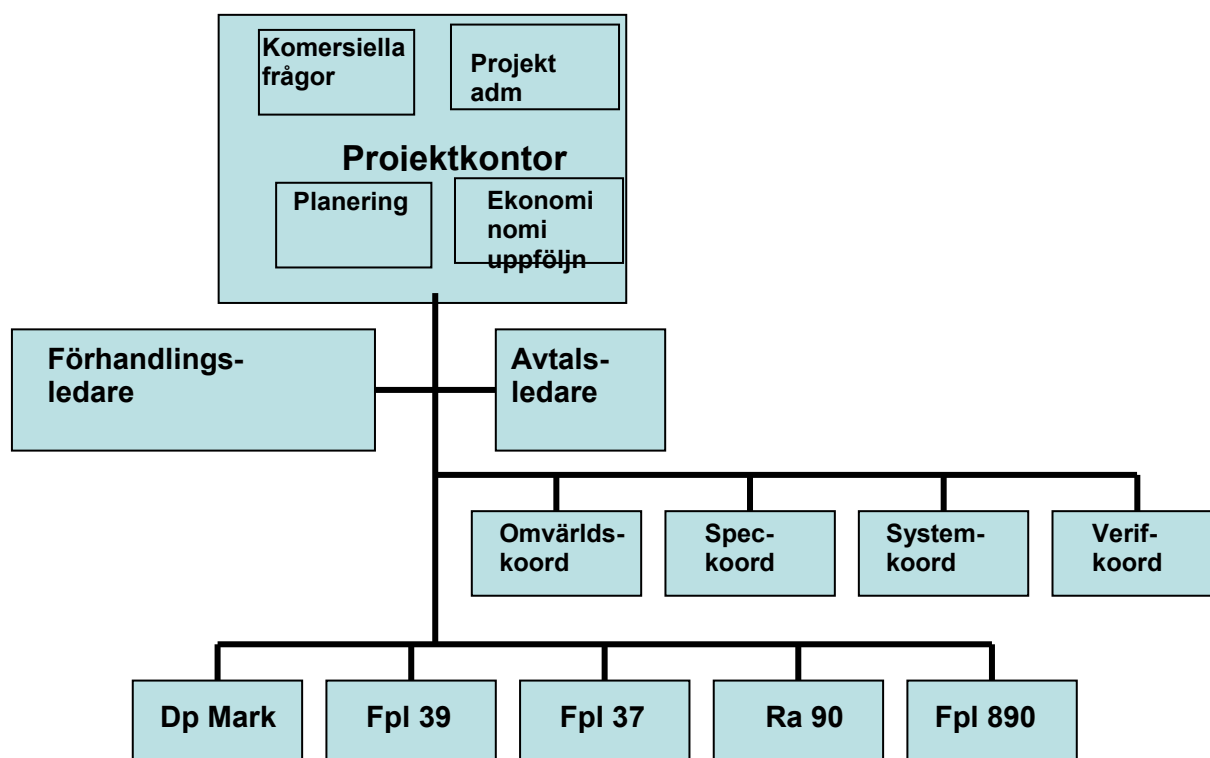 Komersiella
frågor
Projekt
adm
Projektkontor
Planering
Ekonomi
nomi
uppföljn
Förhandlings-
ledare
Avtals-
ledare
Omvärlds-
koord
Spec-
koord
System-
koord
Verif-
koord
Dp Mark
Fpl 39
Fpl 37
Ra 90
Fpl 890